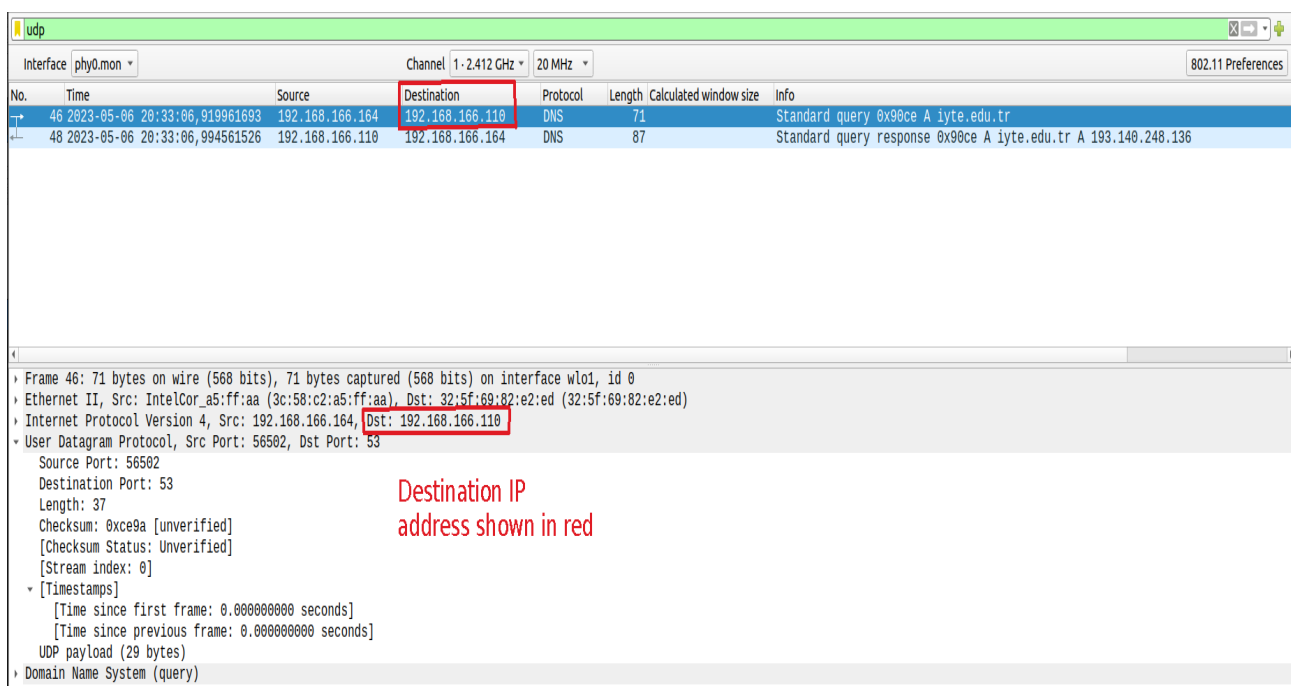 udp
Interface phy0.mon Channel 1 · 2.412 GHz 20 MHz 802.11 Preferences
No. Time Source Destination Protocol Length Calculated window size Info
46 2023-05-06 20:33:06,919961693 192.168.166.164 192.168.166.110 DNS 71 Standard query 0x90ce A iyte.edu.tr
48 2023-05-06 20:33:06,994561526 192.168.166.110 192.168.166.164 DNS 87 Standard query response 0x90ce A iyte.edu.tr A 193.140.248.136
Frame 46: 71 bytes on wire (568 bits), 71 bytes captured (568 bits) on interface wlo1, id 0
Ethernet II, Src: IntelCor_a5:ff:aa (3c:58:c2:a5:ff:aa), Dst: 32:5f:69:82:e2:ed (32:5f:69:82:e2:ed)
Internet Protocol Version 4, Src: 192.168.166.164, Dst: 192.168.166.110
User Datagram Protocol, Src Port: 56502, Dst Port: 53
Source Port: 56502
Destination Port: 53
Length: 37
Checksum: 0xce9a [unverified]
[Checksum Status: Unverified]
[Stream index: 0]
[Timestamps]
[Time since first frame: 0.000000000 seconds]
[Time since previous frame: 0.000000000 seconds]
UDP payload (29 bytes)
Domain Name System (query)
Destination IP
address shown in red